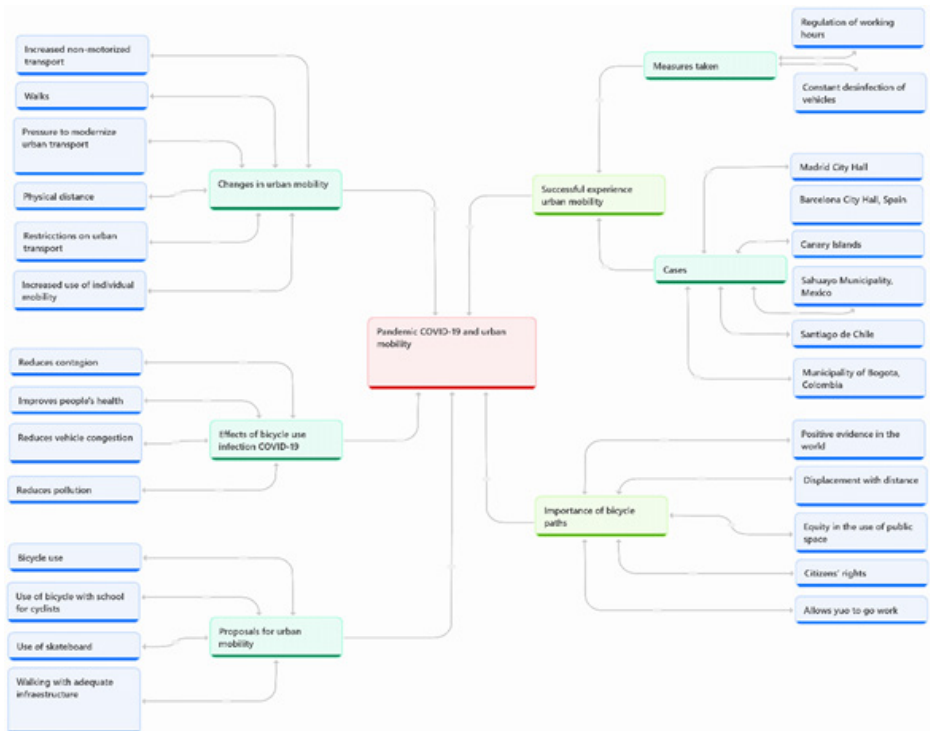 Increased non-motorized
transport
Walks
Pressure to modernize
urban transport
Physical distance
Restricctions on urban
transport
Increased use of individual
mobility
Changes in urban mobility
Reduces contagion
Improves people's health
Reduces vehicle congestion
Reduces pollution
Effects of bicycle use
infection COVID-19
Bicycle use
Use of bicycle with school
for cyclists
Use of skateboard
Walking with adequate
infraestructure
Proposals for urban
mobility
Pandemic COVID-19 and urban
mobility
Successful experience
urban mobility
Measures taken
Regulation of working
hours
Constant desinfection of
vehicles
Cases
Madrid City Hall
Barcelona City Hall, Spain
Canery Islands
Sahuayo Municipality,
Mexico
Santiago de Chile
Municipality of Bogota,
Colombia
Importance of bicycle
paths
Positive evidence in the
world
Displacement with distance
Equity in the use of public
space
Citizens' rights
Allows yuo to go work